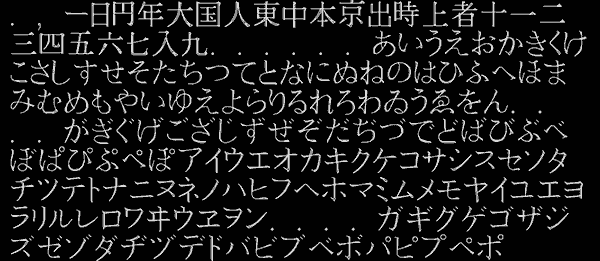 . , 一日円年大国人東中本京出時上者十一二
三四五六七八九. . . . . . あいうえおかきくけ
こさしすせそたちつてとなにぬねのはひふへほま
みむめもやいゆえよらりるれろわゐうゑをん. .
. . がぎぐげござじずぜぞだぢづでどばびぶべ
ぼぱぴぷぺぽアイウエオカキクケコサシスセソタ
チツテトナニヌネノハヒフヘホマミムメモヤイユエヨ
ラリルレロワヰウヱヲン. . . . ガギグゲゴザジ
ズゼゾダヂヅデドバビブベボパピプペポ